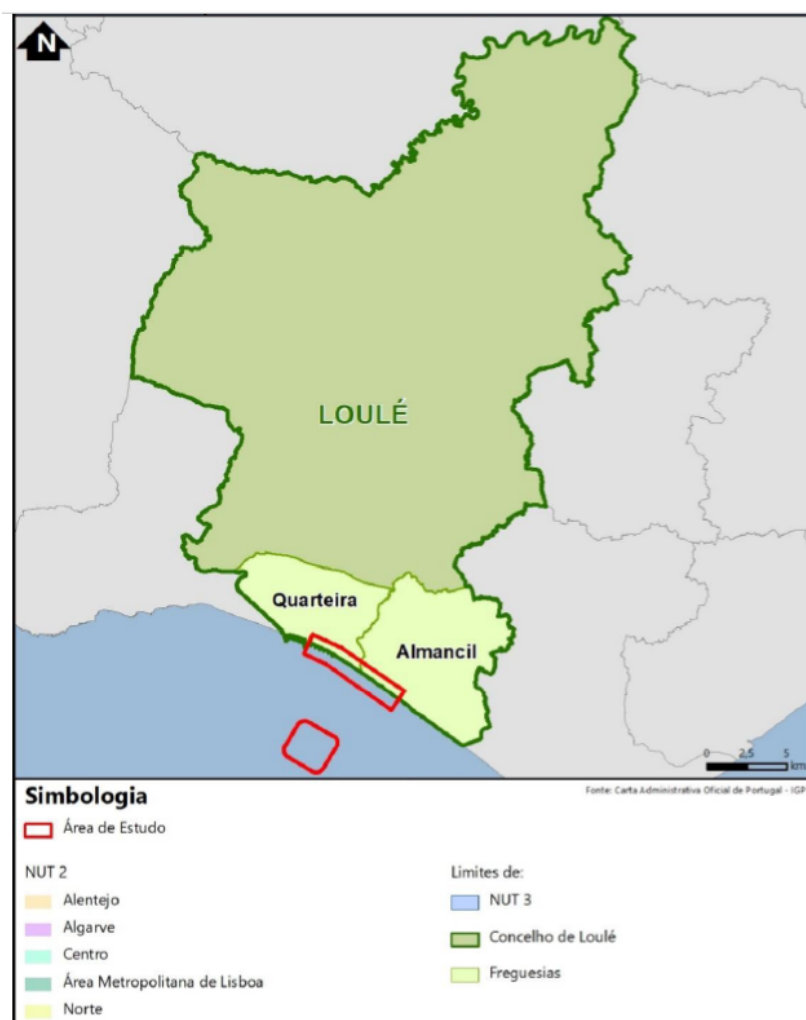 N
LOULÉ
Quarteira
Almancil
0 2,5 5
km
Fonte: Carta Administrativa Oficial de Portugal - IGP
Simbologia
Área de Estudo
NUT 2
Alentejo
Algarve
Centro
Área Metropolitana de Lisboa
Norte
Limites de:
NUT 3
Concelho de Loulé
Freguesias